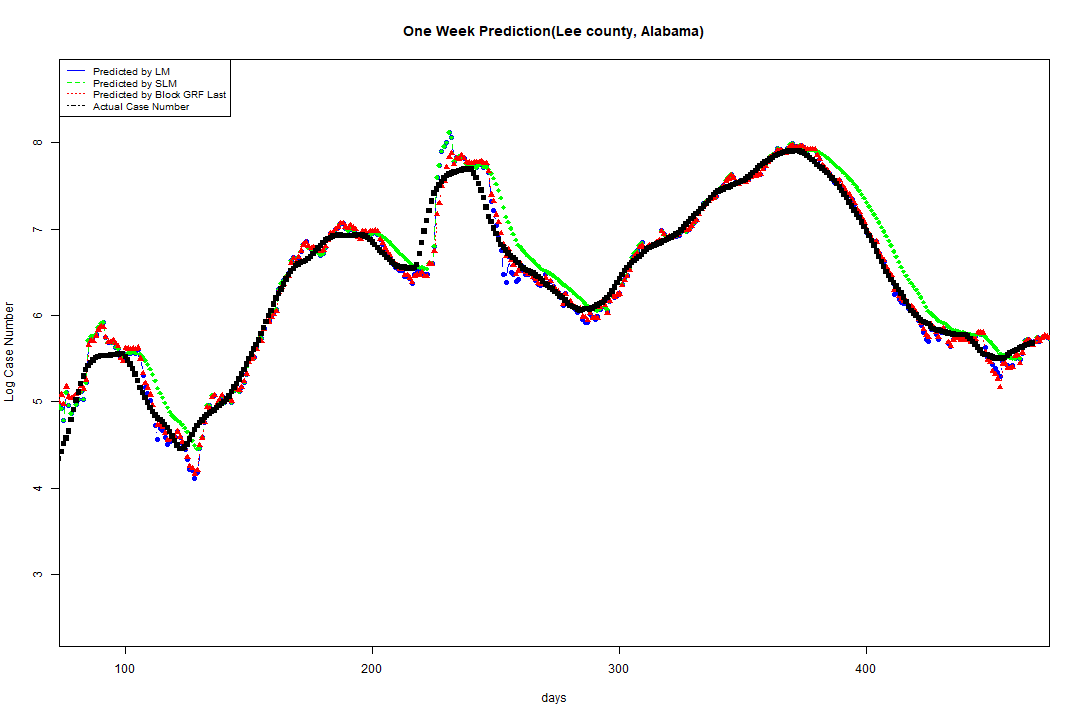 One Week Prediction(Lee county, Alabama)
Predicted by LM
Predicted by SLM
Predicted by Block GRF Last
Actual Case Number
8
7
6
5
4
3
Log Case Number
100 200 300 400
days